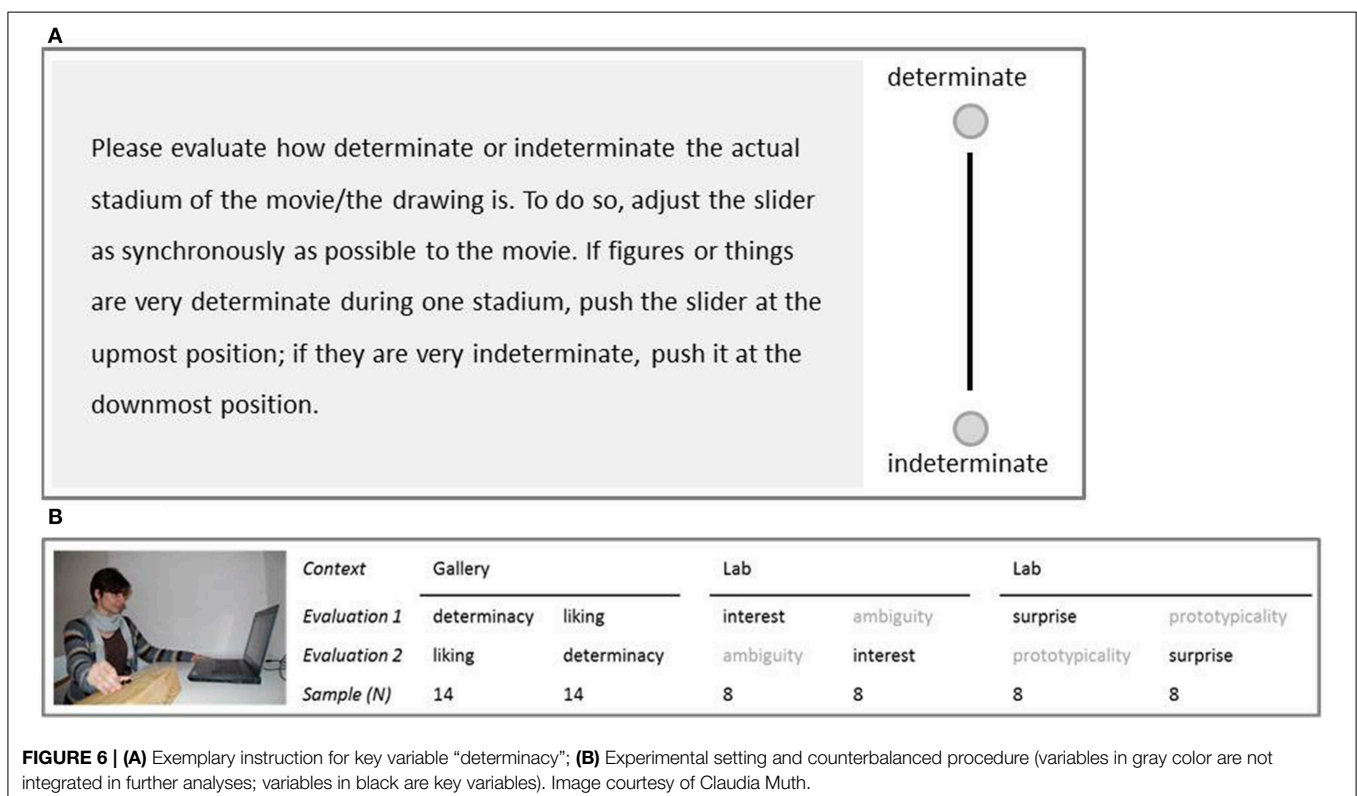 A
determinate
Please evaluate how determinate or indeterminate the actual
stadium of the movie/the drawing is. To do so, adjust the slider
as synchronously as possible to the movie. If figures or things
are very determinate during one stadium, push the slider at the
upmost position; if they are very indeterminate, push it at the
downmost position.
indeterminate
B
Context Gallery Lab Lab
Evaluation 1 determinacy liking interest ambiguity surprise prototypicality
Evaluation 2 liking determinacy ambiguity interest prototypicality surprise
Sample (N) 14 14 8 8 8 8
FIGURE 6 | (A) Exemplary instruction for key variable “determinacy”; (B) Experimental setting and counterbalanced procedure (variables in gray color are not
integrated in further analyses; variables in black are key variables). Image courtesy of Claudia Muth.